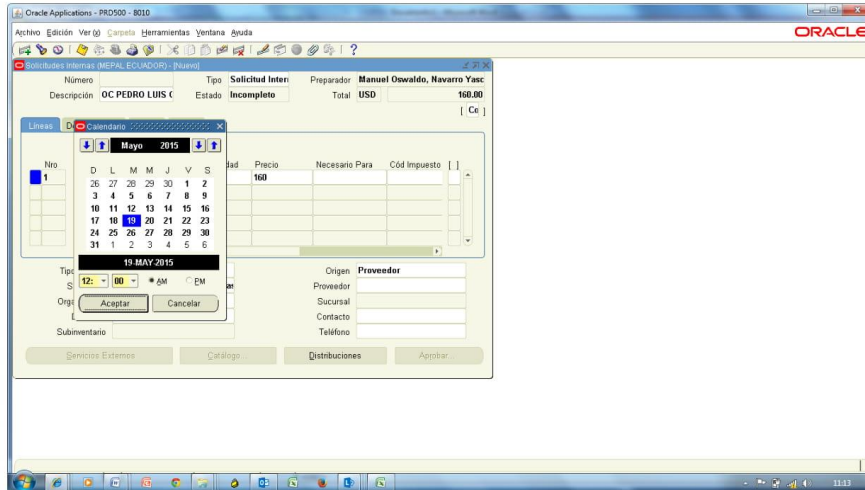 Oracle Applications - PRD500 - 8010
Archivo Edición Ver(x) Carpeta Herramientas Ventana Ayuda
ORACLE
Solicitudes Internas (MEPAL ECUADOR) - [Nuevo]
Número Tipo Solicitud Intern Preparador Manuel Oswaldo, Navarro Yasc
Descripción OC PEDRO LUIS Estado Incompleto Total USD 160.00
[ Co ]
Líneas
Calendario
Mayo 2015
Nro dad Precio Necesario Para Cód Impuesto [ ]
1 160
D L M M J V S
26 27 28 29 30 1 2
3 4 5 6 7 8 9
10 11 12 13 14 15 16
17 18 19 20 21 22 23
24 25 26 27 28 29 30
31 1 2 3 4 5 6
19-MAY-2015
12: 00 AM PM
Aceptar Cancelar
Tipo Origen Proveedor
Proveedor
Orga Sucursal
Contacto
Subinventario Teléfono
Servicios Externos Catálogo... Distribuciones Aprobar...
11:13